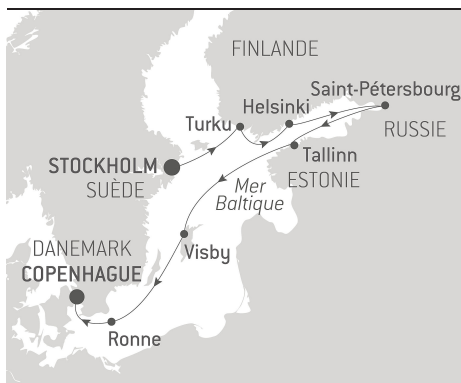 FINLANDE
Saint-Pétersbourg
Helsinki
Turku
RUSSIE
Tallinn
STOCKHOLM
SUÈDE
ESTONIE
Mer
Baltique
Visby
DANEMARK
COPENHAGUE
Ronne